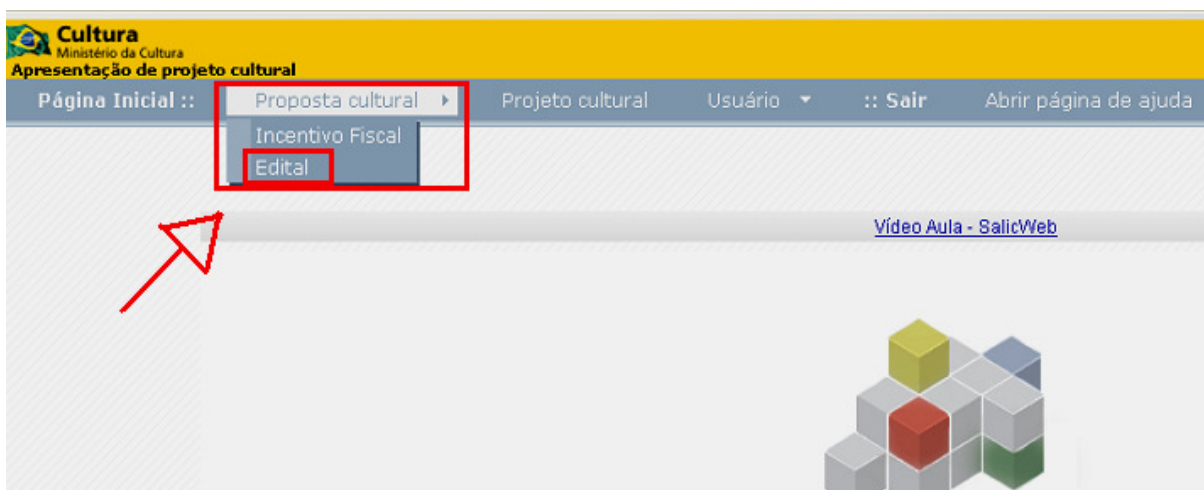 Cultura
Ministério da Cultura
Apresentação de projeto cultural
Página Inicial :: Proposta cultural Projeto cultural Usuário :: Sair Abrir página de ajuda
Incentivo Fiscal
Edital
Vídeo Aula - SalicWeb